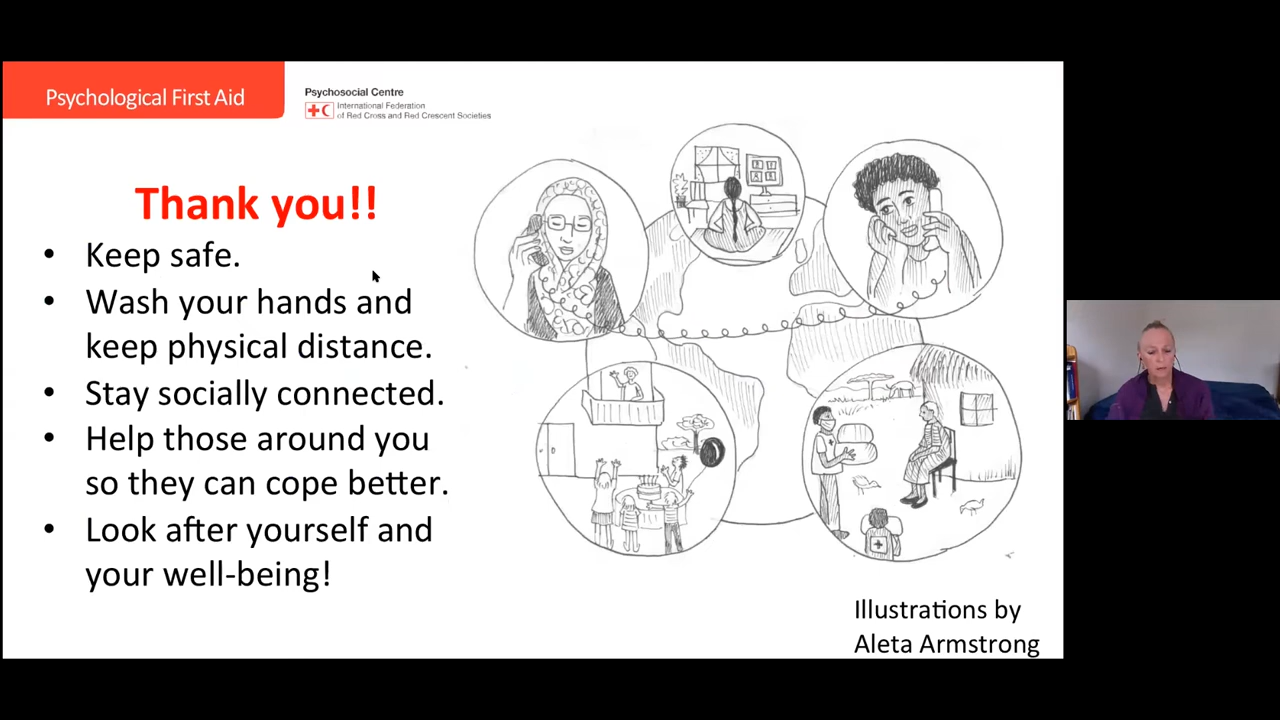 Psychological First Aid
Psychosocial Centre
International Federation
of Red Cross and Red Crescent Societies
Thank you!!
• Keep safe.
• Wash your hands and
keep physical distance.
• Stay socially connected.
• Help those around you
so they can cope better.
• Look after yourself and
your well-being!
Illustrations by
Aleta Armstrong